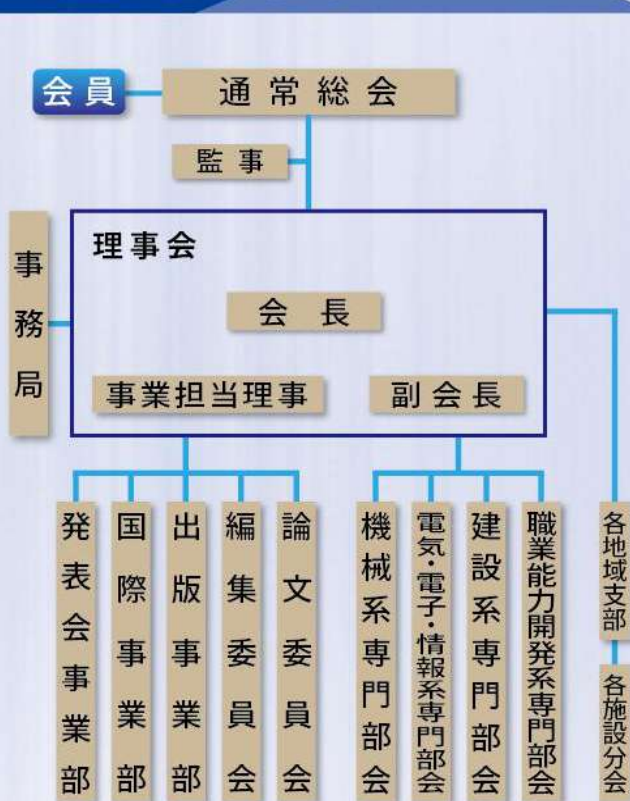 会員
通常総会
監事
事務局
理事会
会長
事業担当理事
副会長
発表会事業部
国際事業部
出版事業部
編集委員会
論文委員会
機械系専門部会
電気・電子・情報系専門部会
建設系専門部会
職業能力開発系専門部会
各地域支部
各施設分会